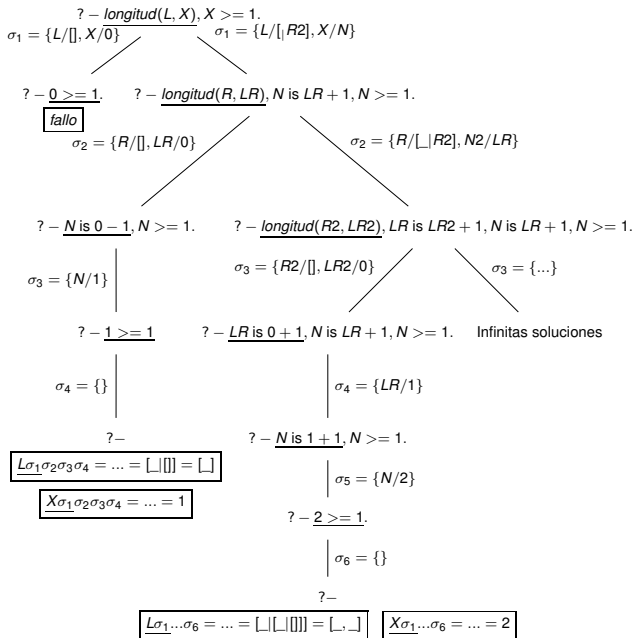 ? − longitud(L, X), X >= 1.
σ1 = {L/[], X/0} σ1 = {L/[|R2], X/N}
? − 0 >= 1. ? − longitud(R, LR), N is LR + 1, N >= 1.
fallo
σ2 = {R/[], LR/0} σ2 = {R/[_|R2], N2/LR}
? − N is 0 − 1, N >= 1. ? − longitud(R2, LR2), LR is LR2 + 1, N is LR + 1, N >= 1.
σ3 = {N/1} σ3 = {R2/[], LR2/0} σ3 = {...}
? − 1 >= 1 ? − LR is 0 + 1, N is LR + 1, N >= 1. Infinitas soluciones
σ4 = {} σ4 = {LR/1}
?− ? − N is 1 + 1, N >= 1.
Lσ1σ2σ3σ4 = ... = [_|[]] = [_]
σ5 = {N/2}
Xσ1σ2σ3σ4 = ... = 1
? − 2 >= 1.
σ6 = {}
?−
Lσ1...σ6 = ... = [_|[_|[]]] = [_, _] Xσ1...σ6 = ... = 2